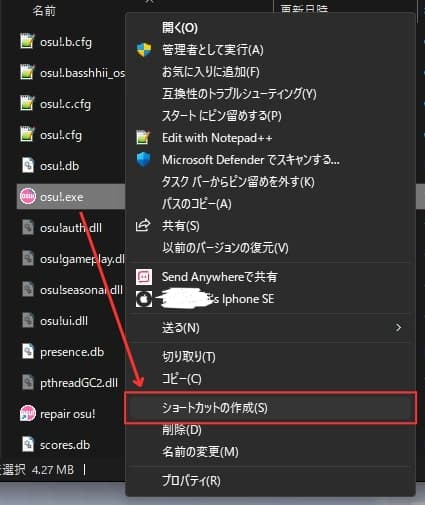 名前
更新日時
osu!.b.cfg
osu!.basshhii_os
osu!.c.cfg
osu!.cfg
osu!.db
osu!.exe
osu!auth.dll
osu!gameplay.dll
osu!seasonal.dll
osu!ui.dll
presence.db
pthreadGC2.dll
repair osu!
scores.db
を選択 4.27 MB
開く(O)
管理者として実行(A)
お気に入りに追加(F)
互換性のトラブルシューティング(Y)
スタート にピン留めする(P)
Edit with Notepad++
Microsoft Defender でスキャンする...
タスク バーからピン留めを外す(K)
パスのコピー(A)
共有(S)
以前のバージョンの復元(V)
Send Anywhereで共有
's Iphone SE
送る(N)
切り取り(T)
コピー(C)
ショートカットの作成(S)
削除(D)
名前の変更(M)
プロパティ(R)